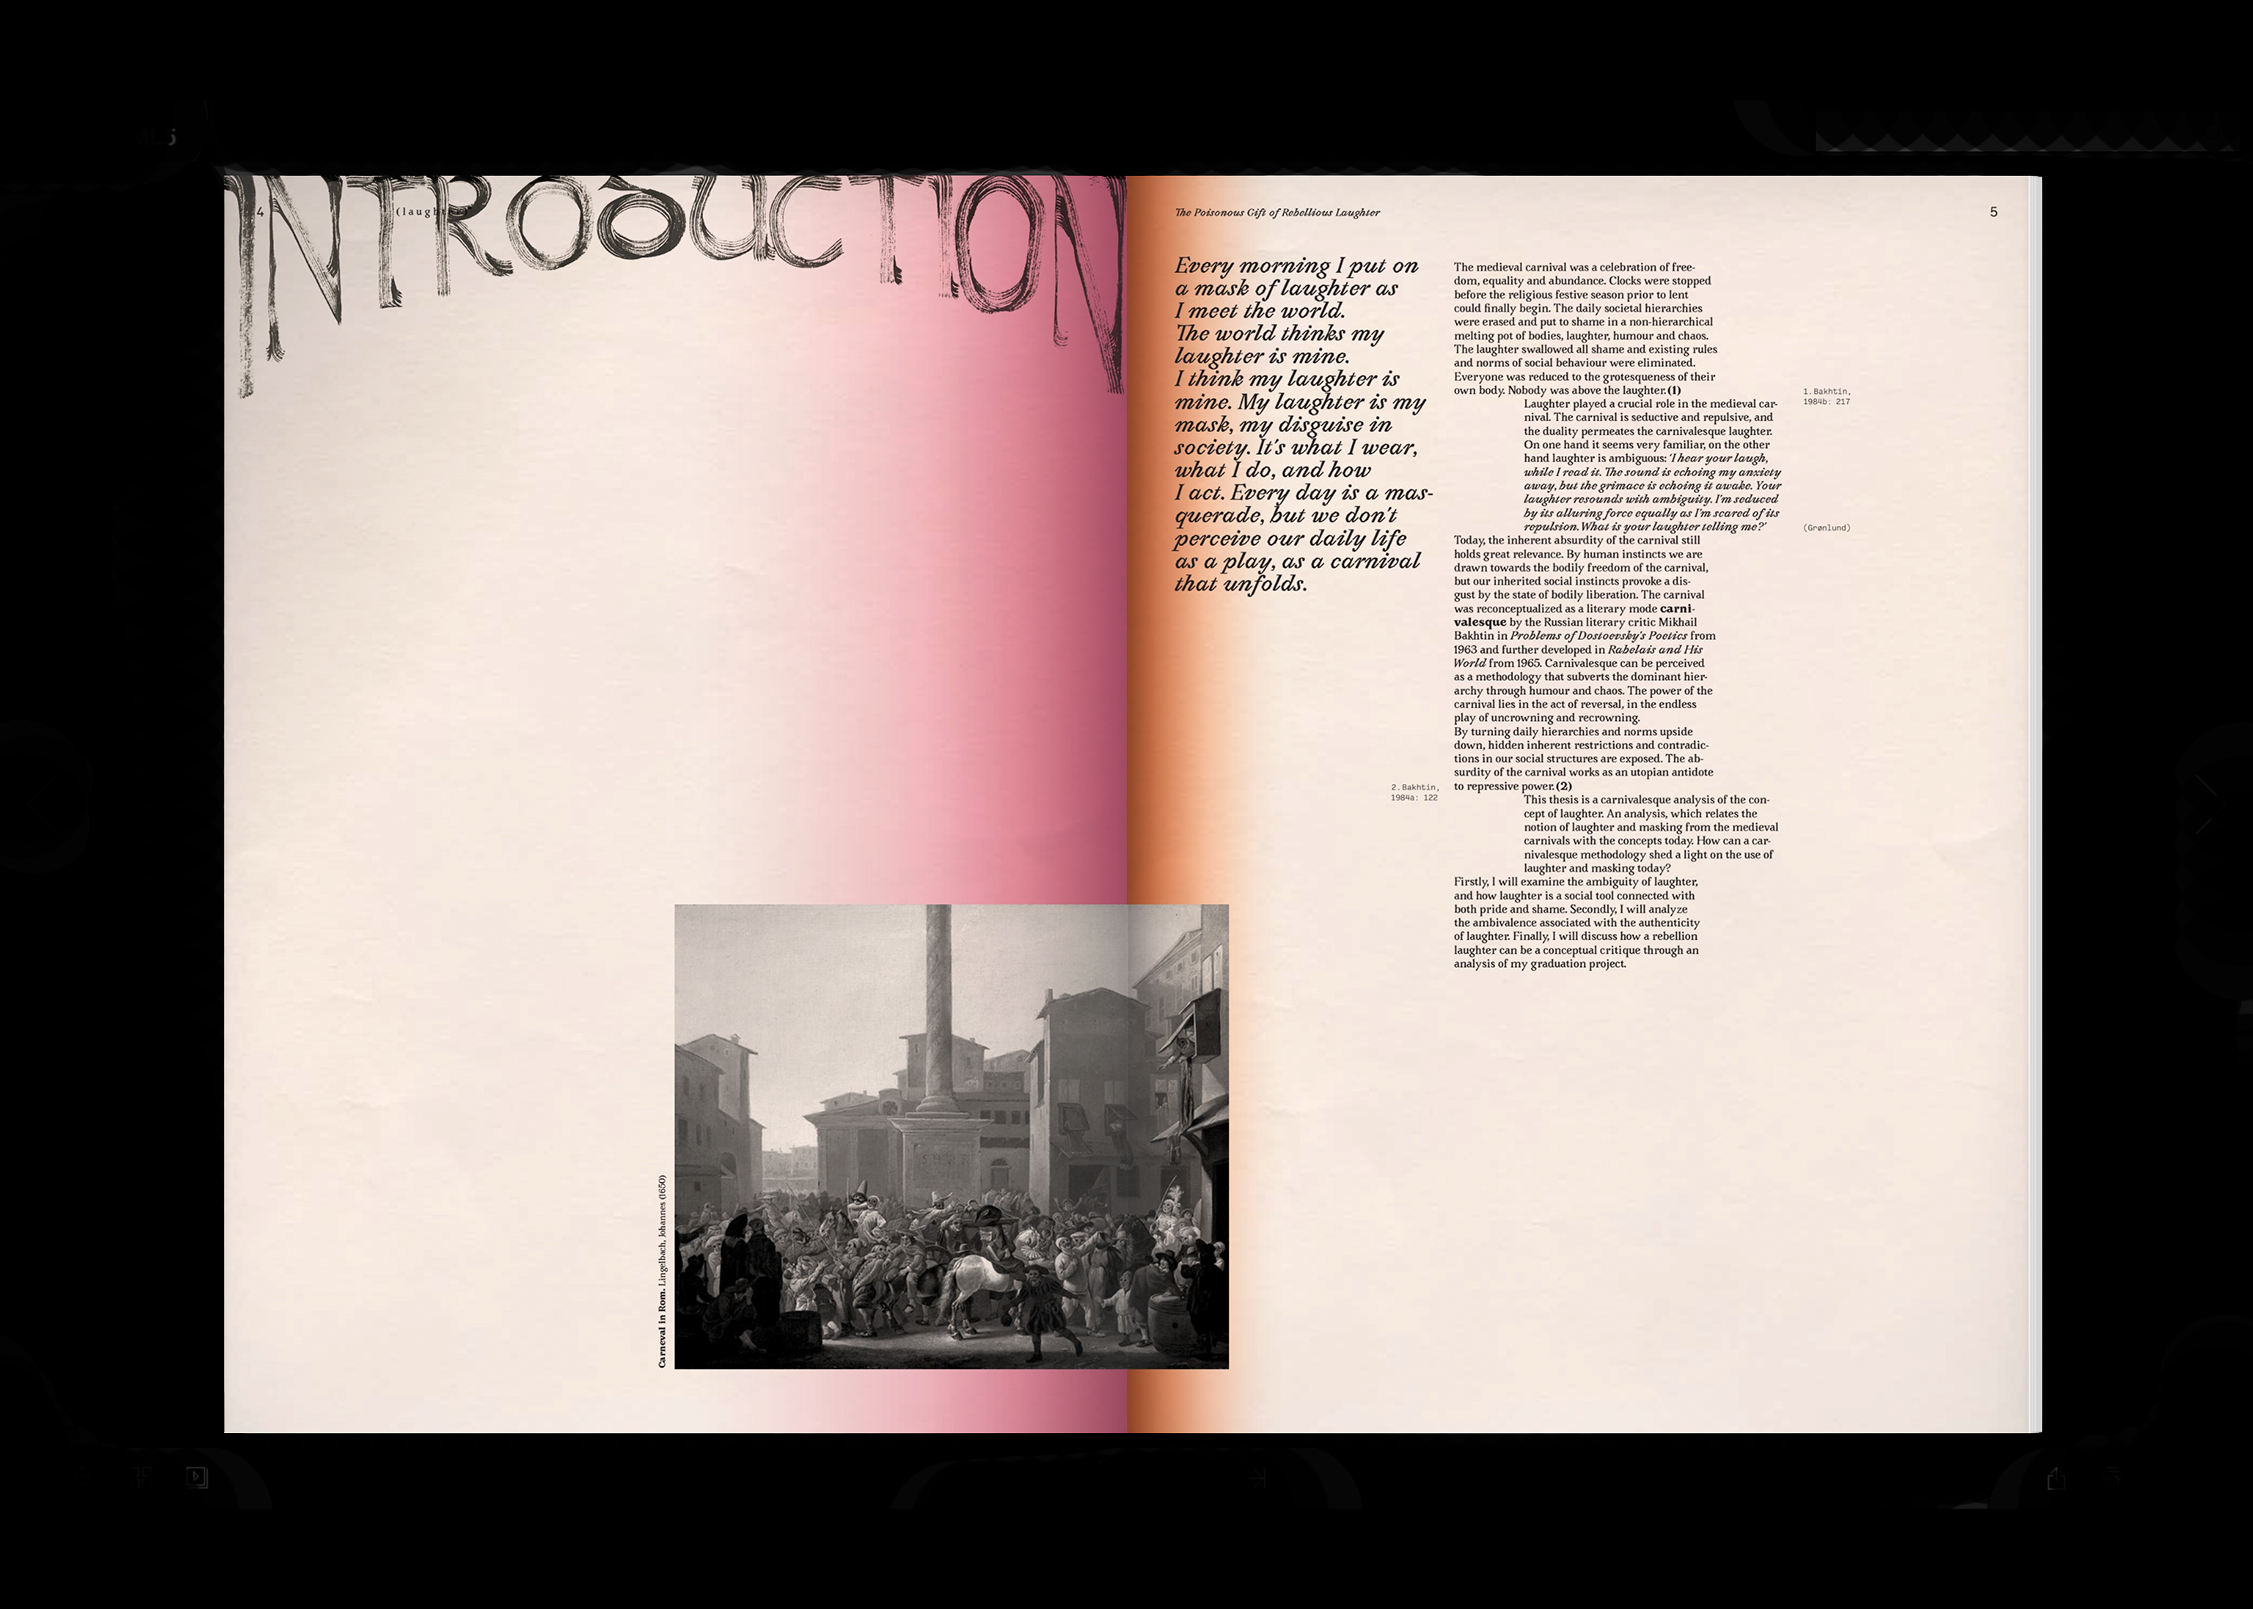 INTRODUCTION
4
(laughter)
Carneval in Rom. Lingelbach, Johannes (1650)
The Poisonous Gift of Rebellious Laughter
5
Every morning I put on
a mask of laughter as
I meet the world.
The world thinks my
laughter is mine.
I think my laughter is
mine. My laughter is my
mask, my disguise in
society. It's what I wear,
what I do, and how
I act. Every day is a mas-
querade, but we don't
perceive our daily life
as a play, as a carnival
that unfolds.
The medieval carnival was a celebration of free-
dom, equality and abundance. Clocks were stopped
before the religious festive season prior to lent
could finally begin. The daily societal hierarchies
were erased and put to shame in a non-hierarchical
melting pot of bodies, laughter, humour and chaos.
The laughter swallowed all shame and existing rules
and norms of social behaviour were eliminated.
Everyone was reduced to the grotesqueness of their
own body. Nobody was above the laughter.(1)
1. Bakhtin,
1984b: 217
Laughter played a crucial role in the medieval car-
nival. The carnival is seductive and repulsive, and
the duality permeates the carnivalesque laughter.
On one hand it seems very familiar, on the other
hand laughter is ambiguous: 'I hear your laugh,
while I read it. The sound is echoing my anxiety
away, but the grimace is echoing it awake. Your
laughter resounds with ambiguity. I'm seduced
by its alluring force equally as I'm scared of its
repulsion. What is your laughter telling me?'
(Grønlund)
Today, the inherent absurdity of the carnival still
holds great relevance. By human instincts we are
drawn towards the bodily freedom of the carnival,
but our inherited social instincts provoke a dis-
gust by the state of bodily liberation. The carnival
was reconceptualized as a literary mode carni-
valesque by the Russian literary critic Mikhail
Bakhtin in Problems of Dostoevsky's Poetics from
1963 and further developed in Rabelais and His
World from 1965. Carnivalesque can be perceived
as a methodology that subverts the dominant hier-
archy through humour and chaos. The power of the
carnival lies in the act of reversal, in the endless
play of uncrowning and recrowning.
By turning daily hierarchies and norms upside
down, hidden inherent restrictions and contradic-
tions in our social structures are exposed. The ab-
surdity of the carnival works as an utopian antidote
to repressive power.(2)
2. Bakhtin,
1984a: 122
This thesis is a carnivalesque analysis of the con-
cept of laughter. An analysis, which relates the
notion of laughter and masking from the medieval
carnivals with the concepts today. How can a car-
nivalesque methodology shed a light on the use of
laughter and masking today?
Firstly, I will examine the ambiguity of laughter,
and how laughter is a social tool connected with
both pride and shame. Secondly, I will analyze
the ambivalence associated with the authenticity
of laughter. Finally, I will discuss how a rebellion
laughter can be a conceptual critique through an
analysis of my graduation project.